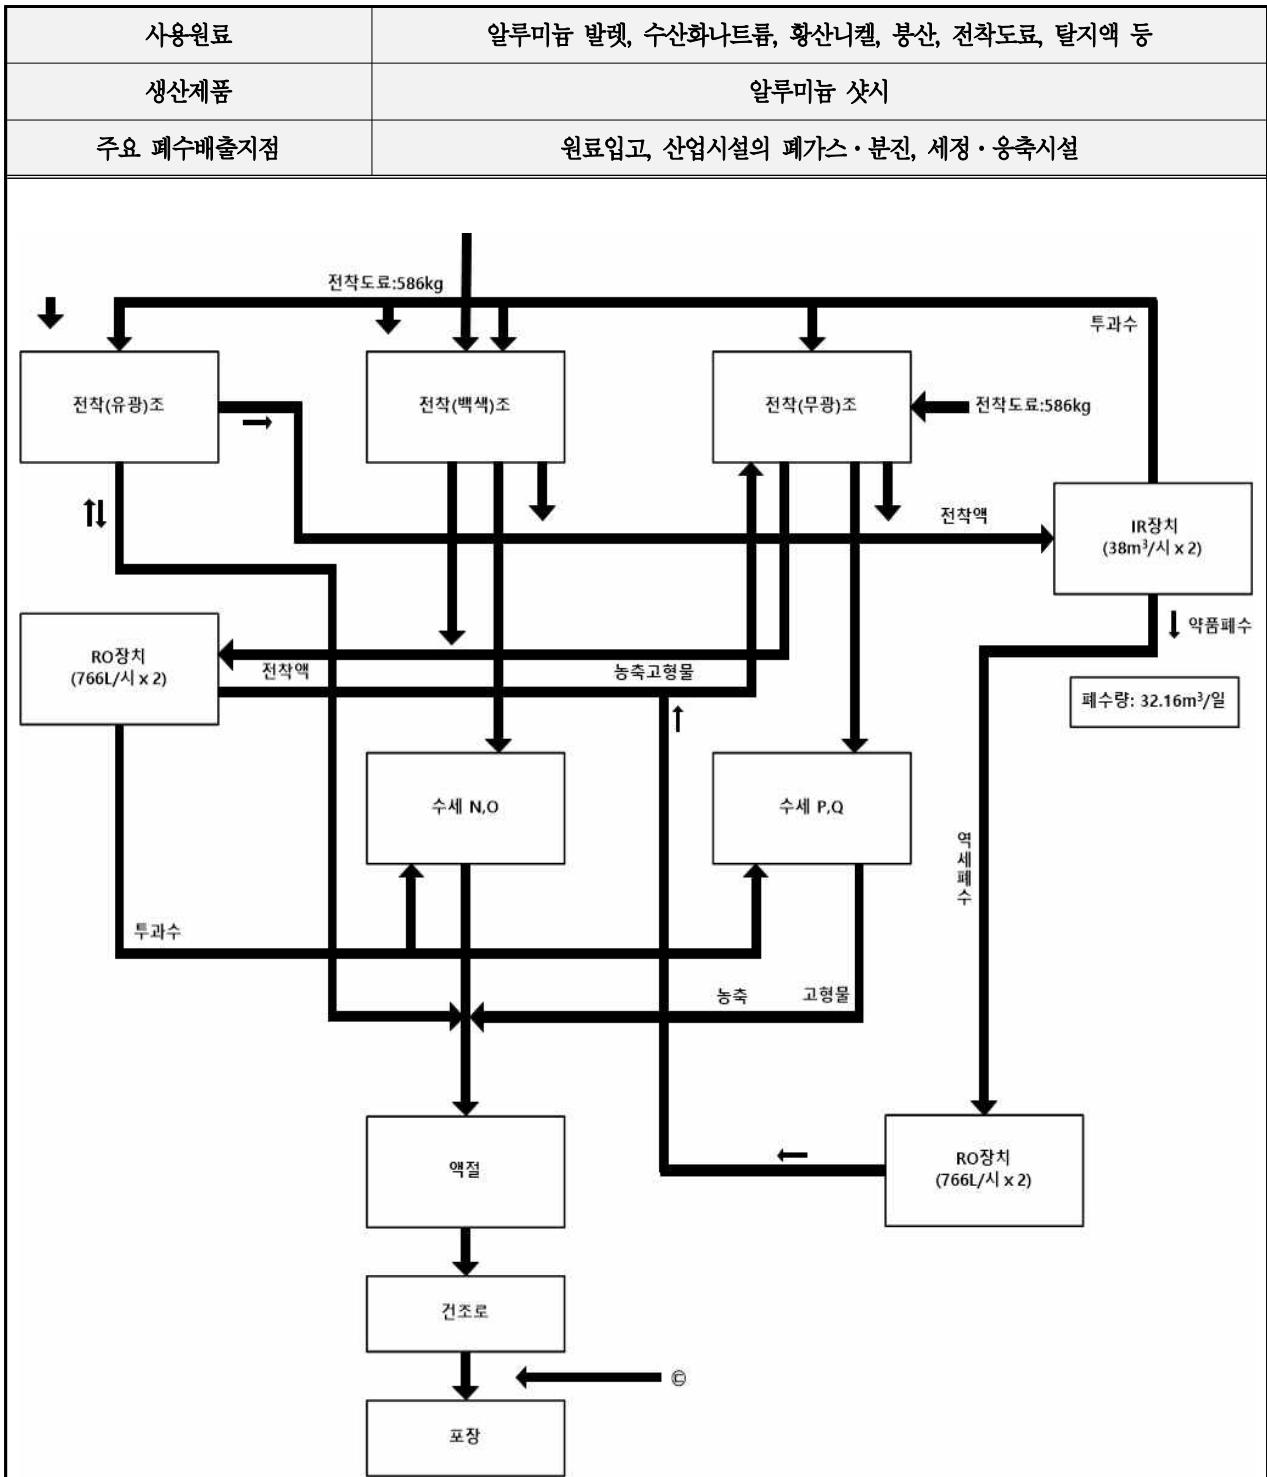 사용원료 알루미늄 발렛, 수산화나트륨, 황산니켈, 붕산, 전착도료, 탈지액 등
생산제품 알루미늄 샷시
주요 폐수배출지점 원료입고, 산업시설의 폐가스·분진, 세정·응축시설
전착도료:586kg
투과수
전착(유광)조
전착(백색)조
전착(무광)조
전착도료:586kg
전착액
IR장치
(38m³/시 x 2)
약품폐수
RO장치
(766L/시 x 2)
전착액
농축고형물
폐수량: 32.16m³/일
수세 N,O
수세 P,Q
역세폐수
투과수
농축
고형물
액절
RO장치
(766L/시 x 2)
건조로
ⓒ
포장